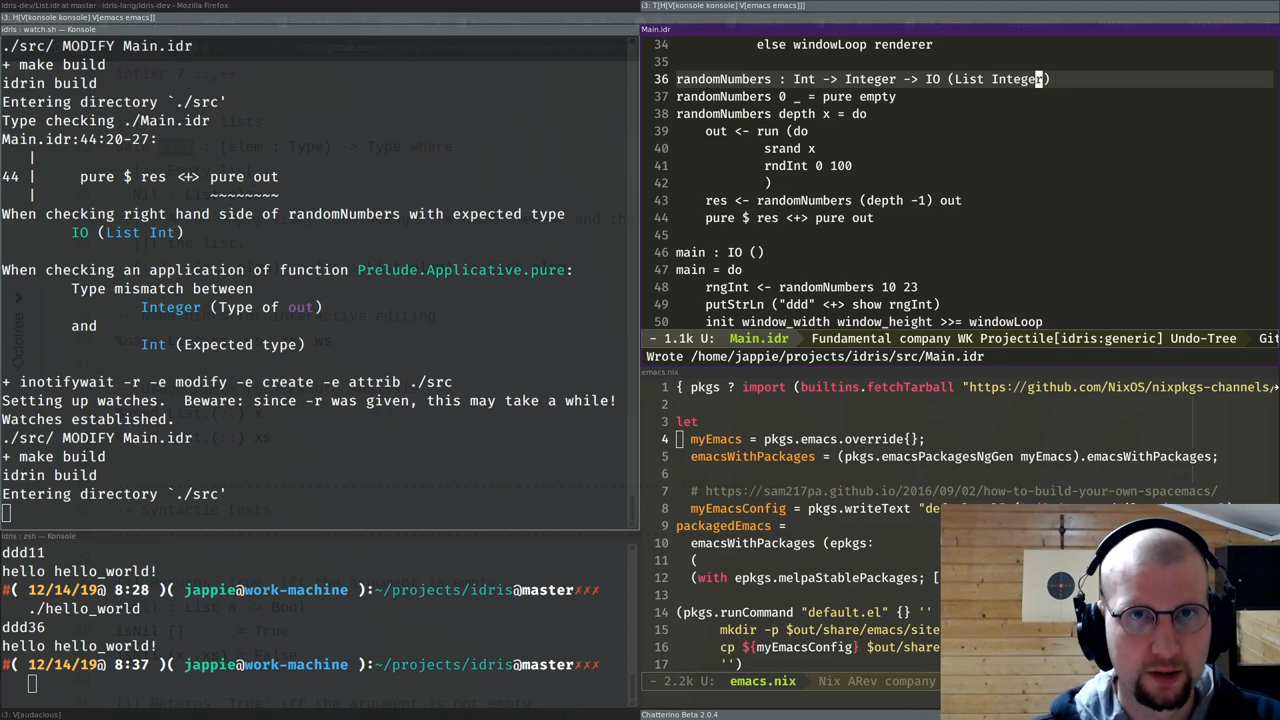 Idris-dev/List.idr at master · idris-lang/Idris-dev — Mozilla Firefox
i3: H[V[konsole konsole] V[emacs emacs]]
idris : watch.sh — Konsole
./src/ MODIFY Main.idr
+ make build
idrin build
Entering directory `./src'
Type checking ./Main.idr
Main.idr:44:20-27:
|
44 | pure $ res <+> pure out
| ~~~~~~~~
When checking right hand side of randomNumbers with expected type
IO (List Int)
When checking an application of function Prelude.Applicative.pure:
Type mismatch between
Integer (Type of out)
and
Int (Expected type)
+ inotifywait -r -e modify -e create -e attrib ./src
Setting up watches.  Beware: since -r was given, this may take a while!
Watches established.
./src/ MODIFY Main.idr
+ make build
idrin build
Entering directory `./src'
idris : zsh — Konsole
ddd11
hello hello_world!
#( 12/14/19@ 8:28 )( jappie@work-machine ):~/projects/idris@master✗✗✗
./hello_world
ddd36
hello hello_world!
#( 12/14/19@ 8:37 )( jappie@work-machine ):~/projects/idris@master✗✗✗
i3: V[audacious]
i3: T[H[V[konsole konsole] V[emacs emacs]]]
Main.idr
34 else windowLoop renderer
35
36 randomNumbers : Int -> Integer -> IO (List Integer)
37 randomNumbers 0 _ = pure empty
38 randomNumbers depth x = do
39 out <- run (do
40 srand x
41 rndInt 0 100
42 )
43 res <- randomNumbers (depth -1) out
44 pure $ res <+> pure out
45
46 main : IO ()
47 main = do
48 rngInt <- randomNumbers 10 23
49 putStrLn ("ddd" <+> show rngInt)
50 init window_width window_height >>= windowLoop
- 1.1k U: Main.idr Fundamental company WK Projectile[idris:generic] Undo-Tree Git
Wrote /home/jappie/projects/idris/src/Main.idr
emacs.nix
1 { pkgs ? import (builtins.fetchTarball "https://github.com/NixOS/nixpkgs-channels/
2
3 let
4 myEmacs = pkgs.emacs.override{};
5 emacsWithPackages = (pkgs.emacsPackagesNgGen myEmacs).emacsWithPackages;
6
7 # https://sam217pa.github.io/2016/09/02/how-to-build-your-own-spacemacs/
8 myEmacsConfig = pkgs.writeText
9 packagedEmacs =
10 emacsWithPackages (epkgs:
11 (
12 (with epkgs.melpaStablePackages; [
13
14 (pkgs.runCommand "default.el" {} ''
15 mkdir -p $out/share/emacs/site
16 cp ${myEmacsConfig} $out/share
17 '')
- 2.2k U: emacs.nix Nix ARev company
Chatterino Beta 2.0.4